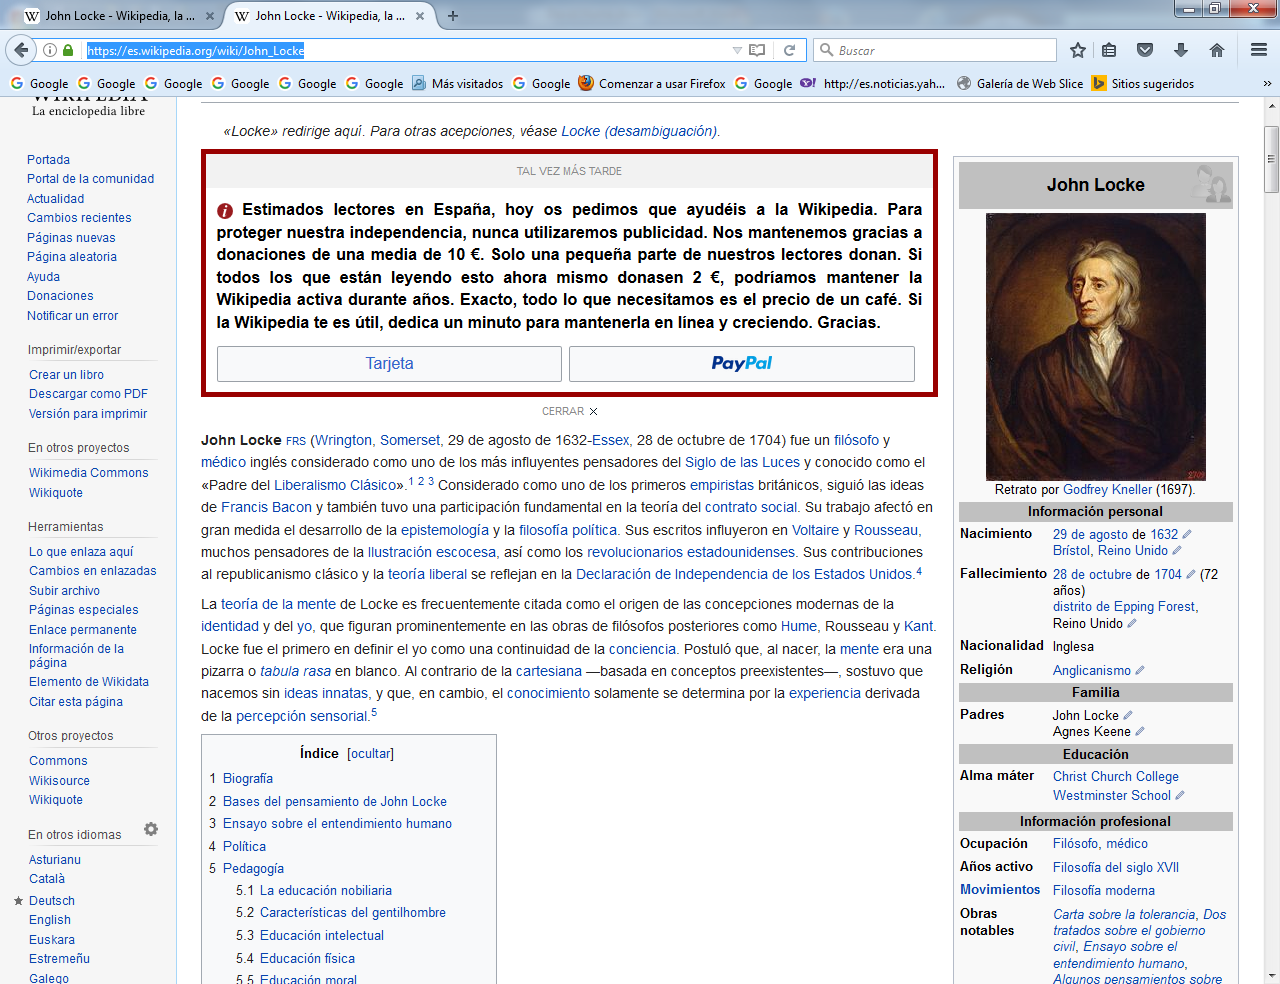 John Locke - Wikipedia, la ...
John Locke - Wikipedia, la ...
https://es.wikipedia.org/wiki/John_Locke
Buscar
Google
Google
Google
Google
Google
Google
Más visitados
Google
Comenzar a usar Firefox
Google
http://es.noticias.yah...
Galería de Web Slice
Sitios sugeridos
WIKIPEDIA
La enciclopedia libre
Portada
Portal de la comunidad
Actualidad
Cambios recientes
Páginas nuevas
Página aleatoria
Ayuda
Donaciones
Notificar un error
Imprimir/exportar
Crear un libro
Descargar como PDF
Versión para imprimir
En otros proyectos
Wikimedia Commons
Wikiquote
Herramientas
Lo que enlaza aquí
Cambios en enlazadas
Subir archivo
Páginas especiales
Enlace permanente
Información de la
página
Elemento de Wikidata
Citar esta página
Otros proyectos
Commons
Wikisource
Wikiquote
En otros idiomas
Asturianu
Català
Deutsch
English
Euskara
Estremeñu
Galego
«Locke» redirige aquí. Para otras acepciones, véase Locke (desambiguación).
TAL VEZ MÁS TARDE
Estimados lectores en España, hoy os pedimos que ayudéis a la Wikipedia. Para
proteger nuestra independencia, nunca utilizaremos publicidad. Nos mantenemos gracias a
donaciones de una media de 10 €. Solo una pequeña parte de nuestros lectores donan. Si
todos los que están leyendo esto ahora mismo donasen 2 €, podríamos mantener la
Wikipedia activa durante años. Exacto, todo lo que necesitamos es el precio de un café. Si
la Wikipedia te es útil, dedica un minuto para mantenerla en línea y creciendo. Gracias.
Tarjeta
PayPal
CERRAR ×
John Locke FRS (Wrington, Somerset, 29 de agosto de 1632-Essex, 28 de octubre de 1704) fue un filósofo y
médico inglés considerado como uno de los más influyentes pensadores del Siglo de las Luces y conocido como el
«Padre del Liberalismo Clásico».1 2 3 Considerado como uno de los primeros empiristas británicos, siguió las ideas
de Francis Bacon y también tuvo una participación fundamental en la teoría del contrato social. Su trabajo afectó en
gran medida el desarrollo de la epistemología y la filosofía política. Sus escritos influyeron en Voltaire y Rousseau,
muchos pensadores de la Ilustración escocesa, así como los revolucionarios estadounidenses. Sus contribuciones
al republicanismo clásico y la teoría liberal se reflejan en la Declaración de Independencia de los Estados Unidos.4
La teoría de la mente de Locke es frecuentemente citada como el origen de las concepciones modernas de la
identidad y del yo, que figuran prominentemente en las obras de filósofos posteriores como Hume, Rousseau y Kant.
Locke fue el primero en definir el yo como una continuidad de la conciencia. Postuló que, al nacer, la mente era una
pizarra o tabula rasa en blanco. Al contrario de la cartesiana —basada en conceptos preexistentes—, sostuvo que
nacemos sin ideas innatas, y que, en cambio, el conocimiento solamente se determina por la experiencia derivada
de la percepción sensorial.5
Índice [ocultar]
1 Biografía
2 Bases del pensamiento de John Locke
3 Ensayo sobre el entendimiento humano
4 Política
5 Pedagogía
5.1 La educación nobiliaria
5.2 Características del gentilhombre
5.3 Educación intelectual
5.4 Educación física
5.5 Educación moral
John Locke
Retrato por Godfrey Kneller (1697).
Información personal
Nacimiento 29 de agosto de 1632
Brístol, Reino Unido
Fallecimiento 28 de octubre de 1704 (72
años)
distrito de Epping Forest,
Reino Unido
Nacionalidad Inglesa
Religión Anglicanismo
Familia
Padres John Locke
Agnes Keene
Educación
Alma máter Christ Church College
Westminster School
Información profesional
Ocupación Filósofo, médico
Años activo Filosofía del siglo XVII
Movimientos Filosofía moderna
Obras notables Carta sobre la tolerancia, Dos
tratados sobre el gobierno
civil, Ensayo sobre el
entendimiento humano,
Algunos pensamientos sobre